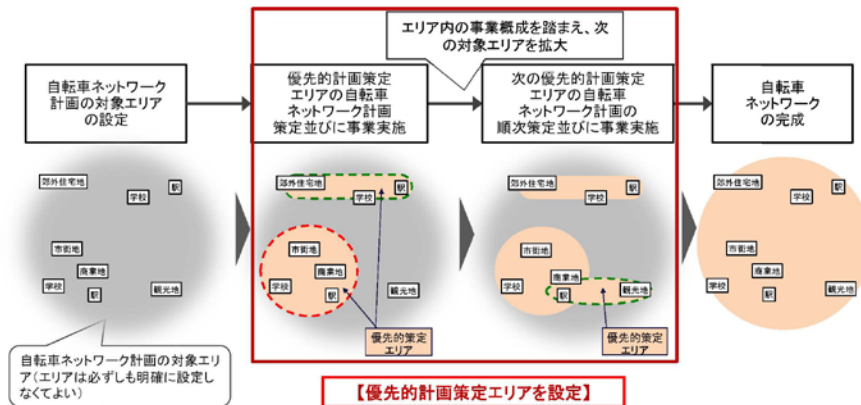 エリア内の事業概成を踏まえ、次
の対象エリアを拡大
自転車ネットワーク
計画の対象エリア
の設定
優先的計画策定
エリアの自転車
ネットワーク計画
策定並びに事業実施
次の優先的計画策定
エリアの自転車
ネットワーク計画の
順次策定並びに事業実施
自転車
ネットワーク
の完成
郊外住宅地
駅
学校
市街地
商業地
学校
駅
観光地
郊外住宅地
駅
学校
市街地
商業地
学校
駅
観光地
優先的策定
エリア
郊外住宅地
駅
学校
市街地
商業地
学校
駅
観光地
優先的策定
エリア
郊外住宅地
駅
学校
市街地
商業地
学校
駅
観光地
自転車ネットワーク計画の対象エリ
ア(エリアは必ずしも明確に設定し
なくてよい)
【優先的計画策定エリアを設定】